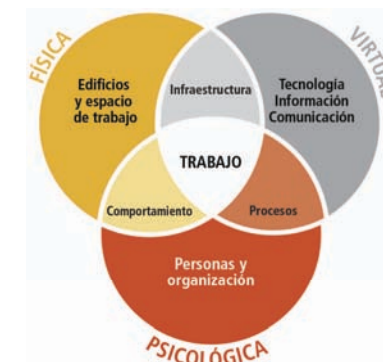 FÍSICA
VIRTUAL
Edificios
y espacio
de trabajo
Infraestructura
Tecnología
Información
Comunicación
TRABAJO
Comportamiento
Procesos
Personas y
organización
PSICOLÓGICA